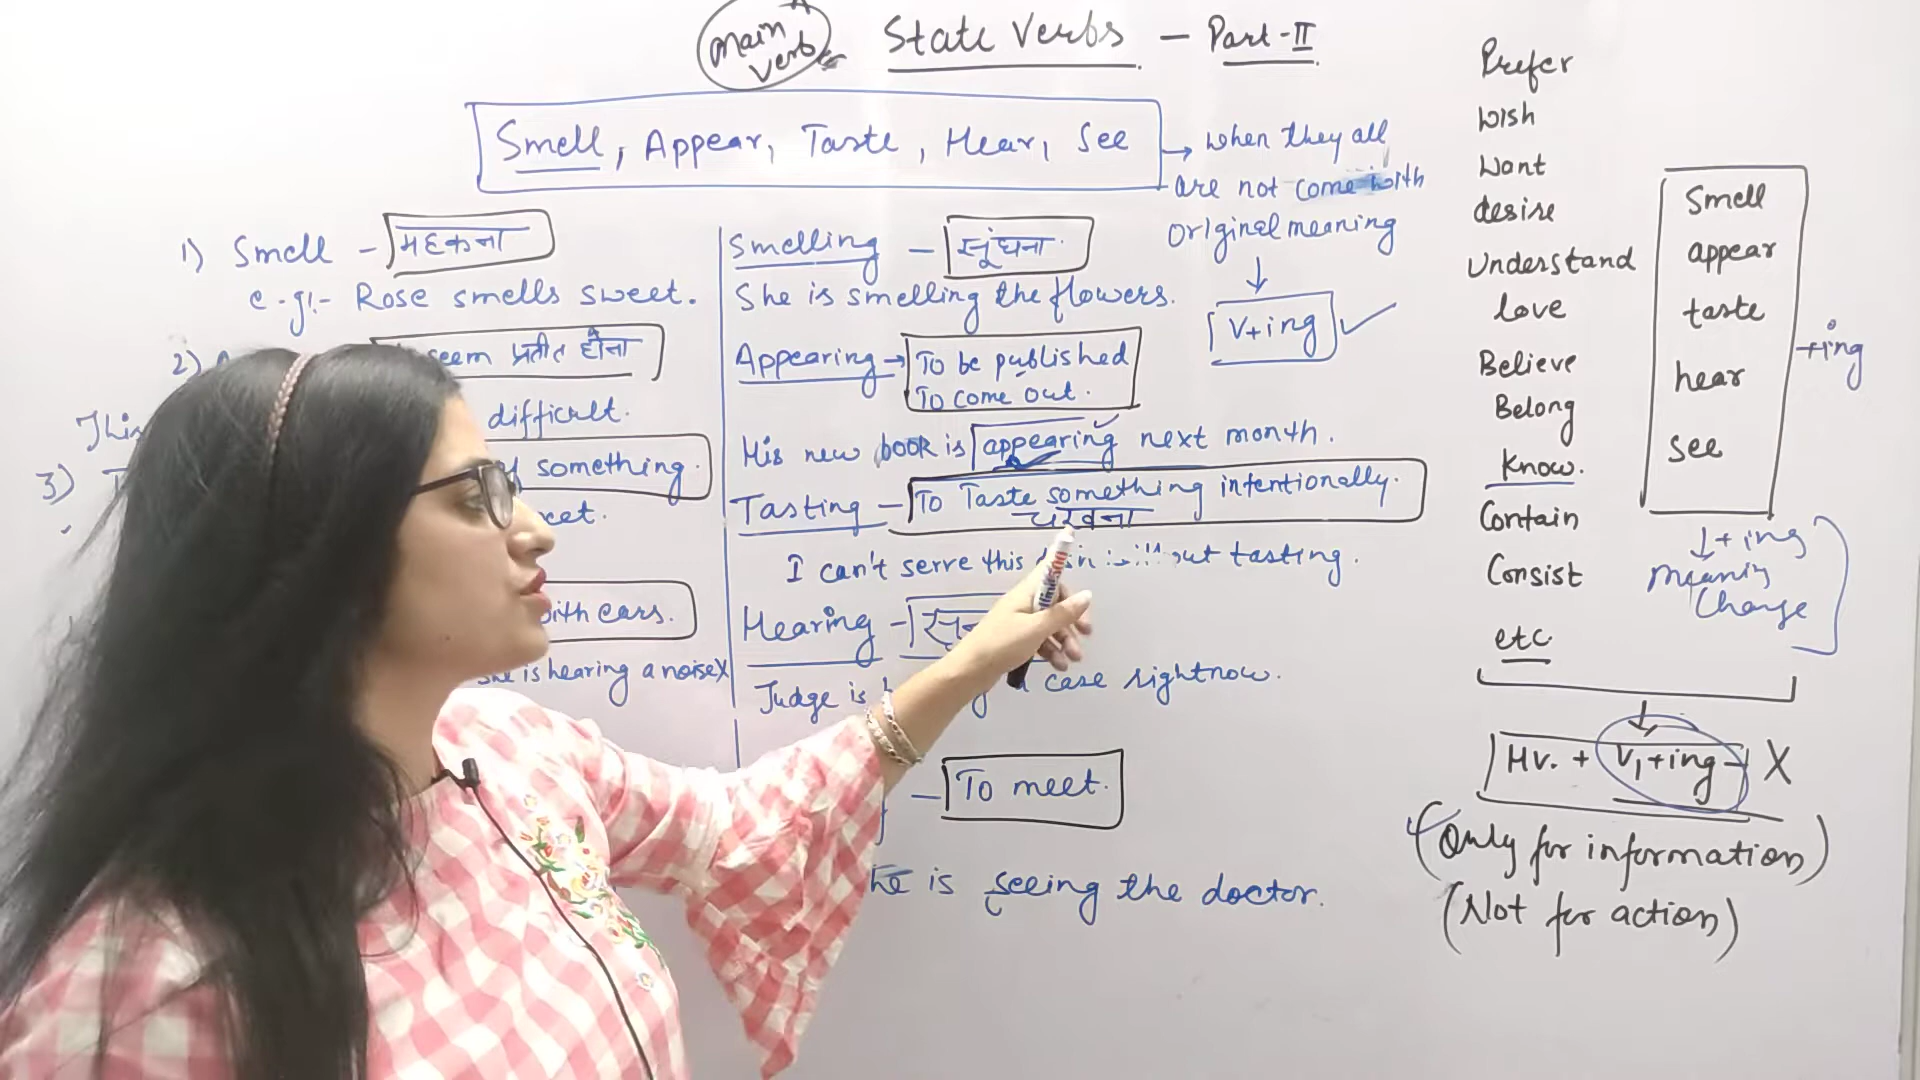 Main Verb
State Verbs - Part-II
Smell, Appear, Taste, Hear, See → when they all
are not come with
original meaning
↓
V+ing ✓
1) Smell - महकना
e.g:- Rose smells sweet.
2)
seem प्रतीत होना
This difficult.
3) something.
with ears.
She is hearing a noise X
Smelling - सूंघना
She is smelling the flowers.
Appearing → To be published
To come out.
His new book is appearing next month.
Tasting - To Taste something intentionally.
चखना
I can't serve this tasting.
Hearing -
Judge is case rightnow.
- To meet.
He is seeing the doctor.
Prefer
Wish
Want
desire
Understand
love
Believe
Belong
Know.
Contain
Consist
etc.
Smell
appear
taste
hear
see
+ing
↓+ing
Meaning
Change
↓
Hv. + V1+ing - X
(Only for information)
(Not for action)